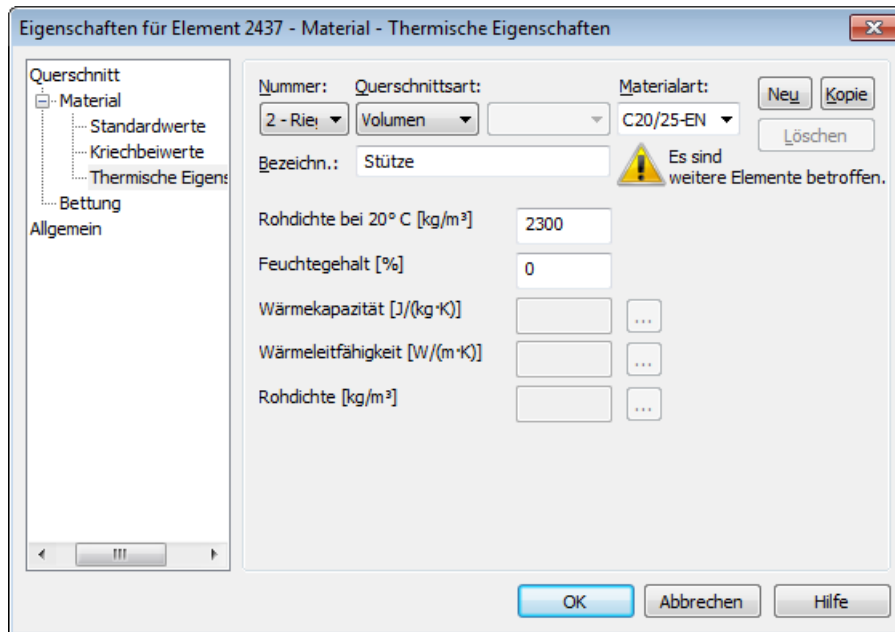 Eigenschaften für Element 2437 - Material - Thermische Eigenschaften
Querschnitt
Material
Standardwerte
Kriechbeiwerte
Thermische Eigens
Bettung
Allgemein
Nummer: Querschnittsart: Materialart:
2 - Rie Volumen C20/25-EN
Neu Kopie
Löschen
Bezeichn.: Stütze
Es sind
weitere Elemente betroffen.
Rohdichte bei 20° C [kg/m³] 2300
Feuchtegehalt [%] 0
Wärmekapazität [J/(kg·K)] ...
Wärmeleitfähigkeit [W/(m·K)] ...
Rohdichte [kg/m³] ...
OK Abbrechen Hilfe